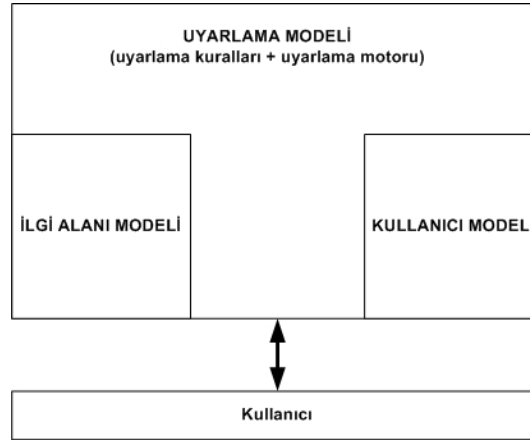 UYARLAMA MODELİ
(uyarlama kuralları + uyarlama motoru)
İLGİ ALANI MODELİ
KULLANICI MODEL
Kullanıcı